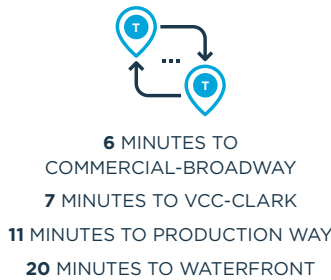 T
T
6 MINUTES TO
COMMERCIAL-BROADWAY
7 MINUTES TO VCC-CLARK
11 MINUTES TO PRODUCTION WAY
20 MINUTES TO WATERFRONT